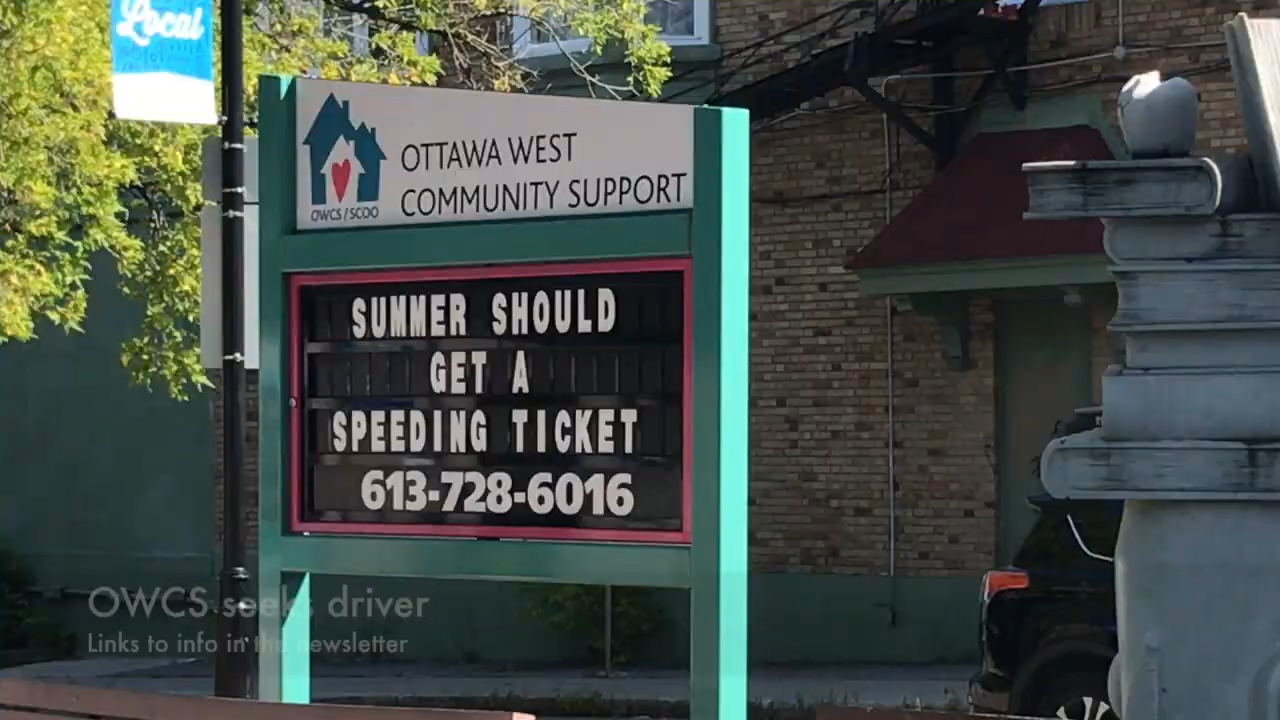 Local
OTTAWA WEST
COMMUNITY SUPPORT
OWCS / SCOO
SUMMER SHOULD
GET A
SPEEDING TICKET
613-728-6016
OWCS seeks driver
Links to info in the newsletter